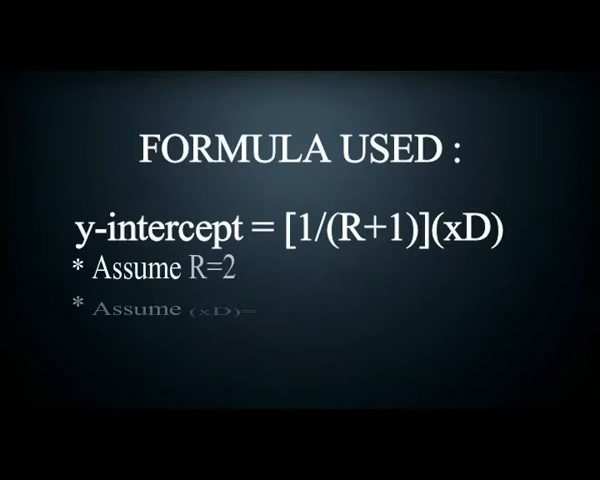 FORMULA USED :
y-intercept = [1/(R+1)](xD)
* Assume R=2
* Assume (xD)=